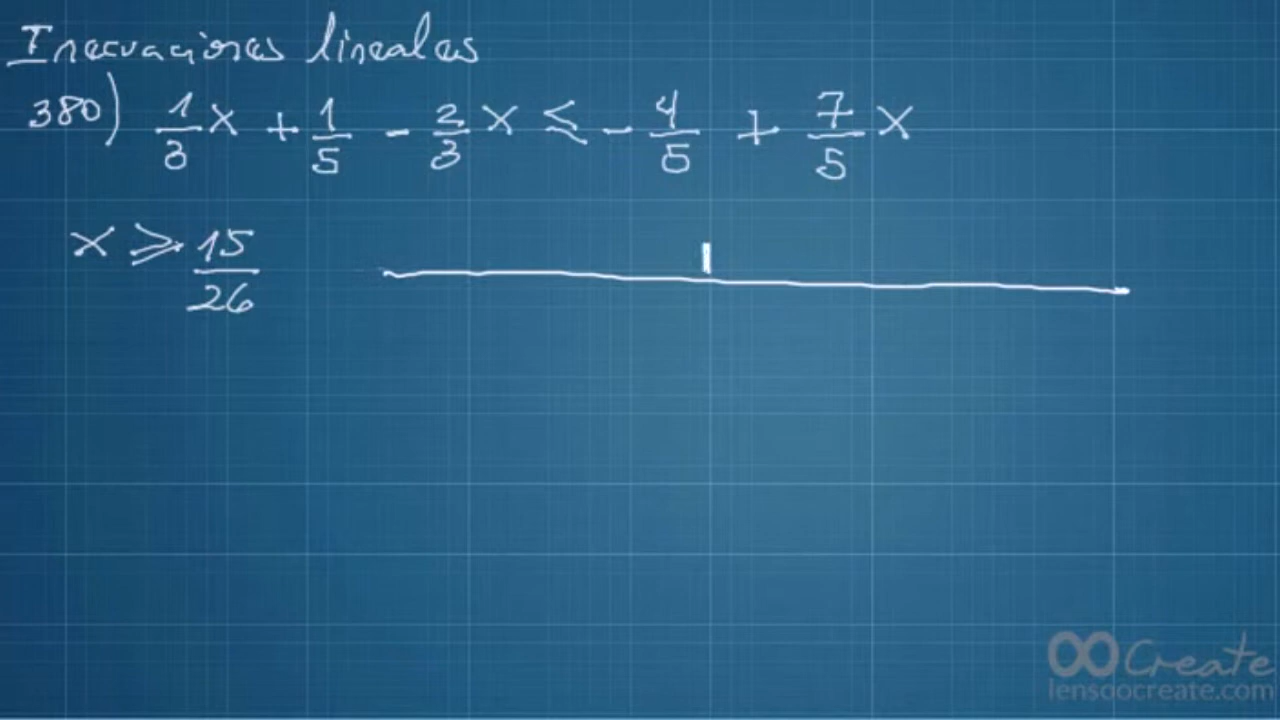 Inecuaciones lineales
380) 1/3 x + 1/5 - 2/3 x ≤ - 4/5 + 7/5 x
x ⩾ 15/26
Create
lensoocreate.com